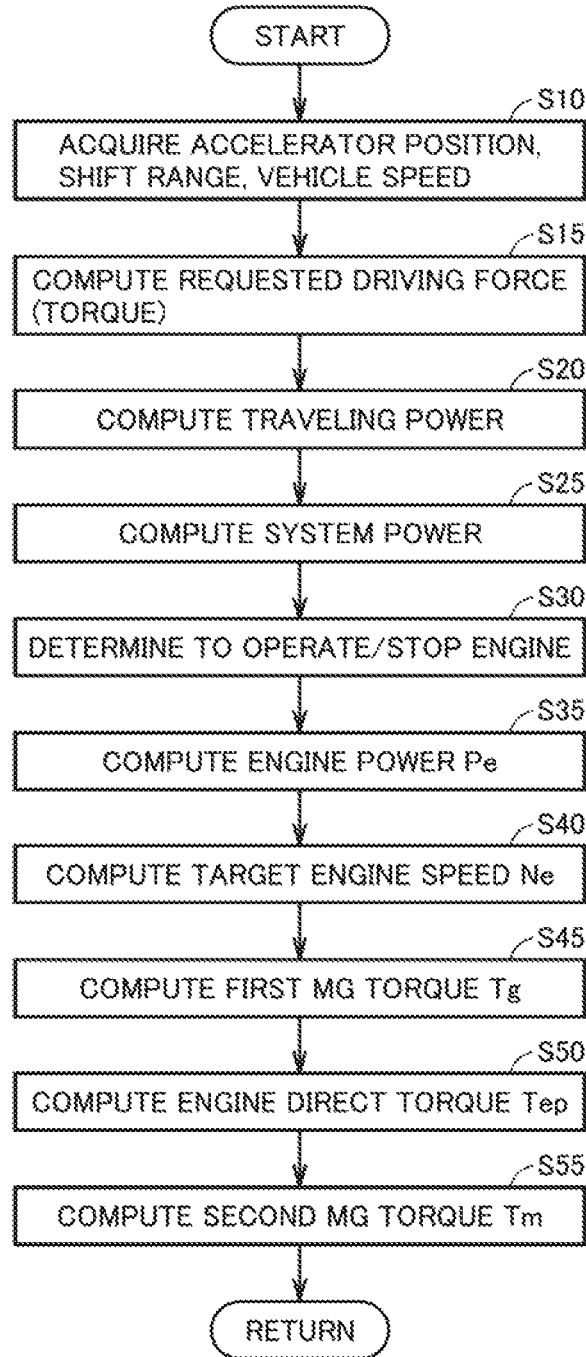 START
S10
ACQUIRE ACCELERATOR POSITION,
SHIFT RANGE, VEHICLE SPEED
S15
COMPUTE REQUESTED DRIVING FORCE
(TORQUE)
S20
COMPUTE TRAVELING POWER
S25
COMPUTE SYSTEM POWER
S30
DETERMINE TO OPERATE/STOP ENGINE
S35
COMPUTE ENGINE POWER Pe
S40
COMPUTE TARGET ENGINE SPEED Ne
S45
COMPUTE FIRST MG TORQUE Tg
S50
COMPUTE ENGINE DIRECT TORQUE Tep
S55
COMPUTE SECOND MG TORQUE Tm
RETURN